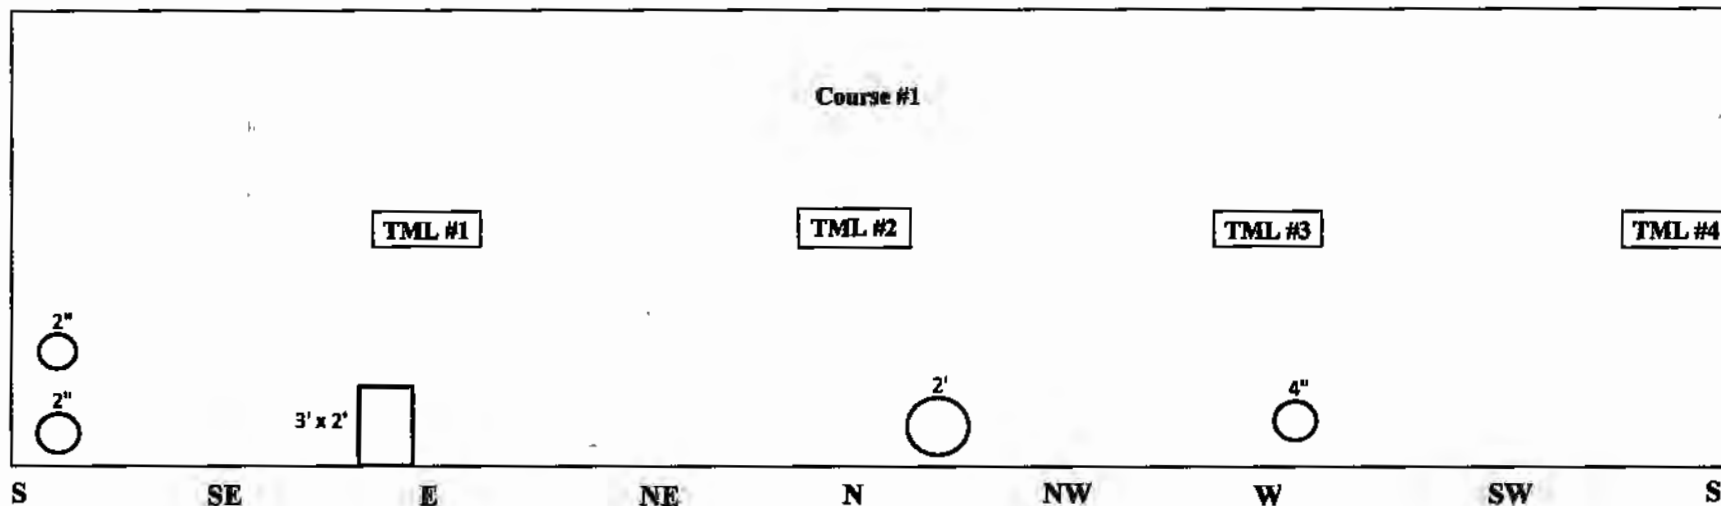 Course #1
TML #1 TML #2 TML #3 TML #4
2"
2"
3' x 2'
2'
4"
S SE E NE N NW W SW S